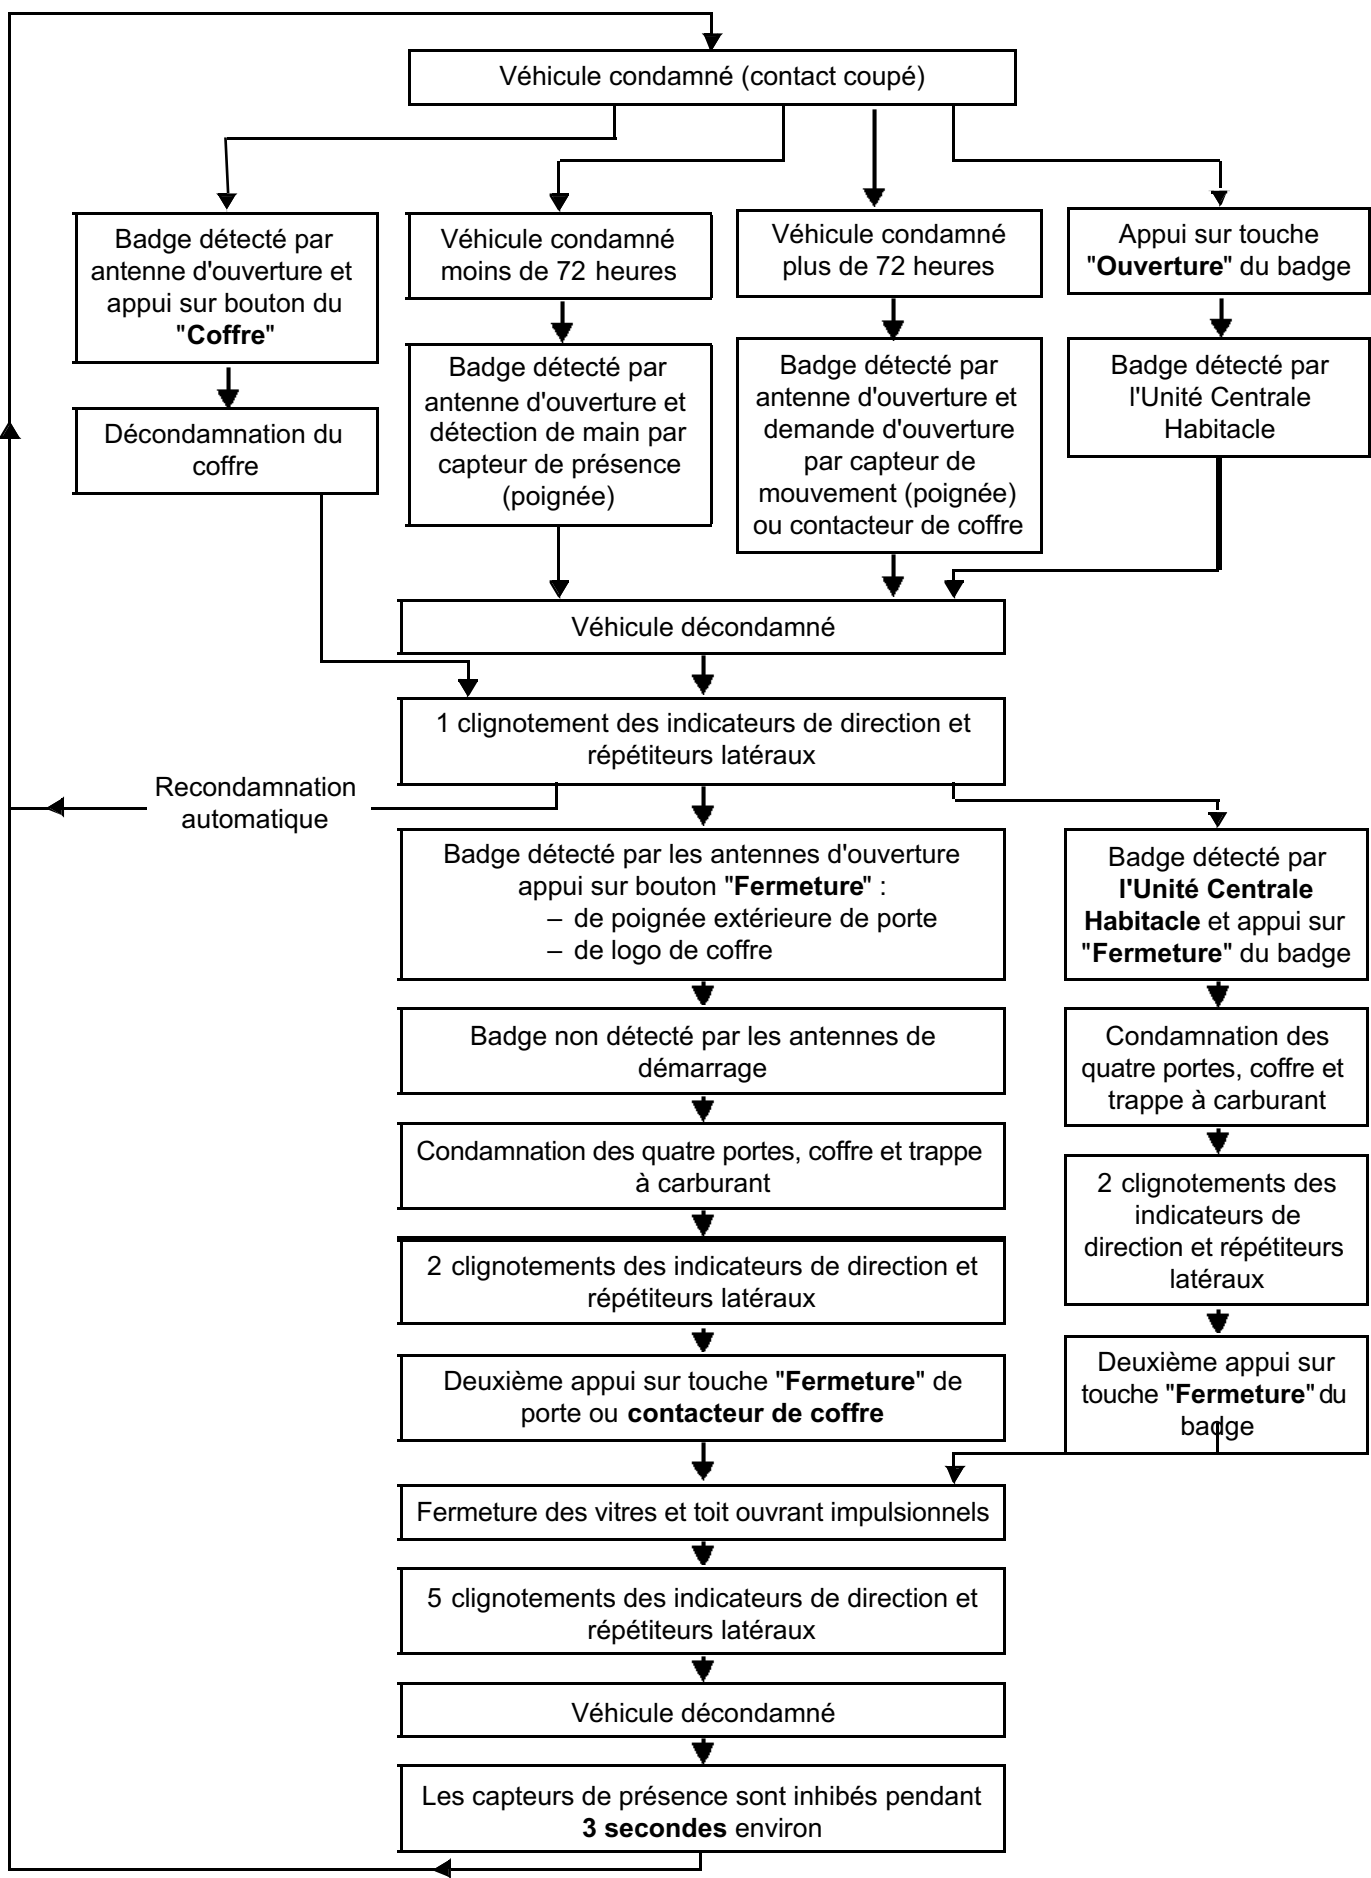 Véhicule condamné (contact coupé)
Badge détecté par
antenne d'ouverture et
appui sur bouton du
"Coffre"
Véhicule condamné
moins de 72 heures
Véhicule condamné
plus de 72 heures
Appui sur touche
"Ouverture" du badge
Décondamnation du
coffre
Badge détecté par
antenne d'ouverture et
détection de main par
capteur de présence
(poignée)
Badge détecté par
antenne d'ouverture et
demande d'ouverture
par capteur de
mouvement (poignée)
ou contacteur de coffre
Badge détecté par
l'Unité Centrale
Habitacle
Véhicule décondamné
1 clignotement des indicateurs de direction et
répétiteurs latéraux
Recondamnation
automatique
Badge détecté par les antennes d'ouverture
appui sur bouton "Fermeture" :
– de poignée extérieure de porte
– de logo de coffre
Badge détecté par
l'Unité Centrale
Habitacle et appui sur
"Fermeture" du badge
Badge non détecté par les antennes de
démarrage
Condamnation des
quatre portes, coffre et
trappe à carburant
Condamnation des quatre portes, coffre et trappe
à carburant
2 clignotements des
indicateurs de
direction et répétiteurs
latéraux
2 clignotements des indicateurs de direction et
répétiteurs latéraux
Deuxième appui sur touche "Fermeture" de
porte ou contacteur de coffre
Deuxième appui sur
touche "Fermeture" du
badge
Fermeture des vitres et toit ouvrant impulsionnels
5 clignotements des indicateurs de direction et
répétiteurs latéraux
Véhicule décondamné
Les capteurs de présence sont inhibés pendant
3 secondes environ